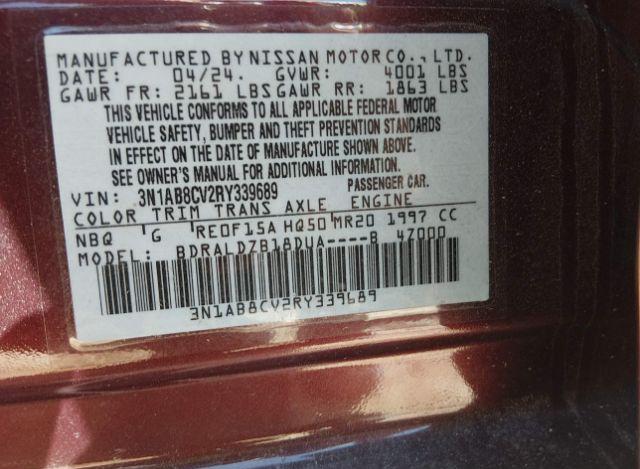 MANUFACTURED BY NISSAN MOTOR CO., LTD.
DATE: 04/24. GVWR: 4001 LBS
GAWR FR: 2161 LBS GAWR RR: 1863 LBS
THIS VEHICLE CONFORMS TO ALL APPLICABLE FEDERAL MOTOR
VEHICLE SAFETY, BUMPER AND THEFT PREVENTION STANDARDS
IN EFFECT ON THE DATE OF MANUFACTURE SHOWN ABOVE.
SEE OWNER'S MANUAL FOR ADDITIONAL INFORMATION.
VIN: 3N1AB8CV2RY339689 PASSENGER CAR.
COLOR TRIM TRANS AXLE ENGINE
NBQ G RE0F15A HQ50 MR20 1997 CC
MODEL: BDRALDZB18DUA----B 47000
3N1AB8CV2RY339689